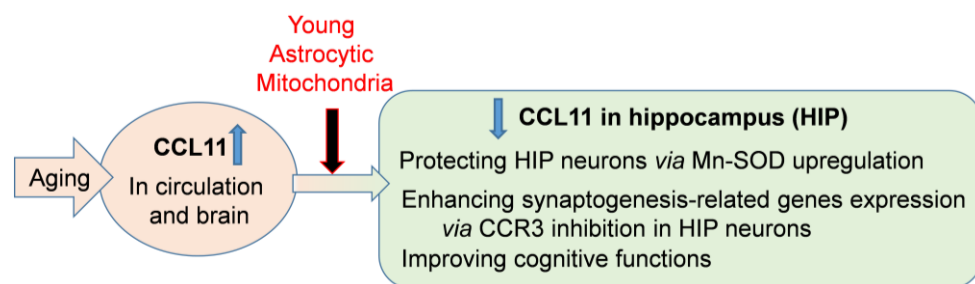 Young
Astrocytic
Mitochondria
Aging
CCL11
In circulation
and brain
CCL11 in hippocampus (HIP)
Protecting HIP neurons via Mn-SOD upregulation
Enhancing synaptogenesis-related genes expression
via CCR3 inhibition in HIP neurons
Improving cognitive functions